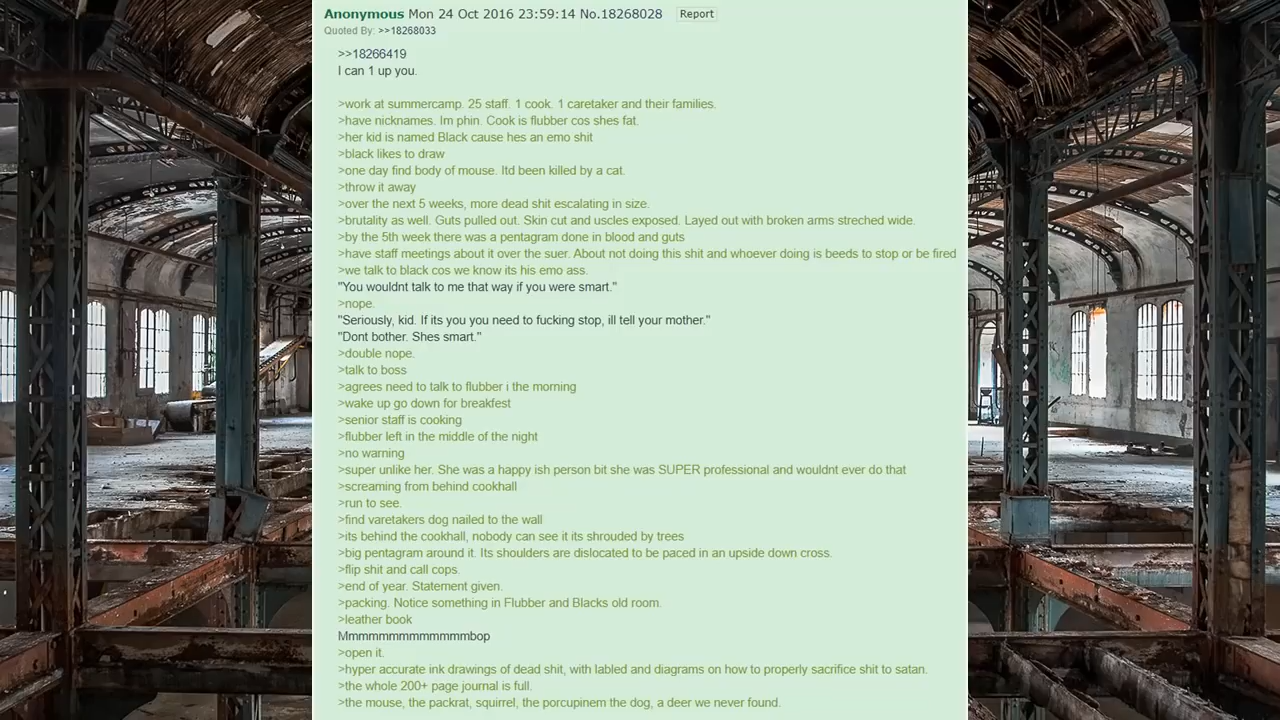 Anonymous Mon 24 Oct 2016 23:59:14 No.18268028 Report
Quoted By: >>18268033
>>18266419
I can 1 up you.
>work at summercamp. 25 staff. 1 cook. 1 caretaker and their families.
>have nicknames. Im phin. Cook is flubber cos shes fat.
>her kid is named Black cause hes an emo shit
>black likes to draw
>one day find body of mouse. Itd been killed by a cat.
>throw it away
>over the next 5 weeks, more dead shit escalating in size.
>brutality as well. Guts pulled out. Skin cut and uscles exposed. Layed out with broken arms streched wide.
>by the 5th week there was a pentagram done in blood and guts
>have staff meetings about it over the suer. About not doing this shit and whoever doing is beeds to stop or be fired
>we talk to black cos we know its his emo ass.
"You wouldnt talk to me that way if you were smart."
>nope.
"Seriously, kid. If its you you need to fucking stop, ill tell your mother."
"Dont bother. Shes smart."
>double nope.
>talk to boss
>agrees need to talk to flubber i the morning
>wake up go down for breakfest
>senior staff is cooking
>flubber left in the middle of the night
>no warning
>super unlike her. She was a happy ish person bit she was SUPER professional and wouldnt ever do that
>screaming from behind cookhall
>run to see.
>find varetakers dog nailed to the wall
>its behind the cookhall, nobody can see it its shrouded by trees
>big pentagram around it. Its shoulders are dislocated to be paced in an upside down cross.
>flip shit and call cops.
>end of year. Statement given.
>packing. Notice something in Flubber and Blacks old room.
>leather book
Mmmmmmmmmmmmmbop
>open it.
>hyper accurate ink drawings of dead shit, with labled and diagrams on how to properly sacrifice shit to satan.
>the whole 200+ page journal is full.
>the mouse, the packrat, squirrel, the porcupinem the dog, a deer we never found.